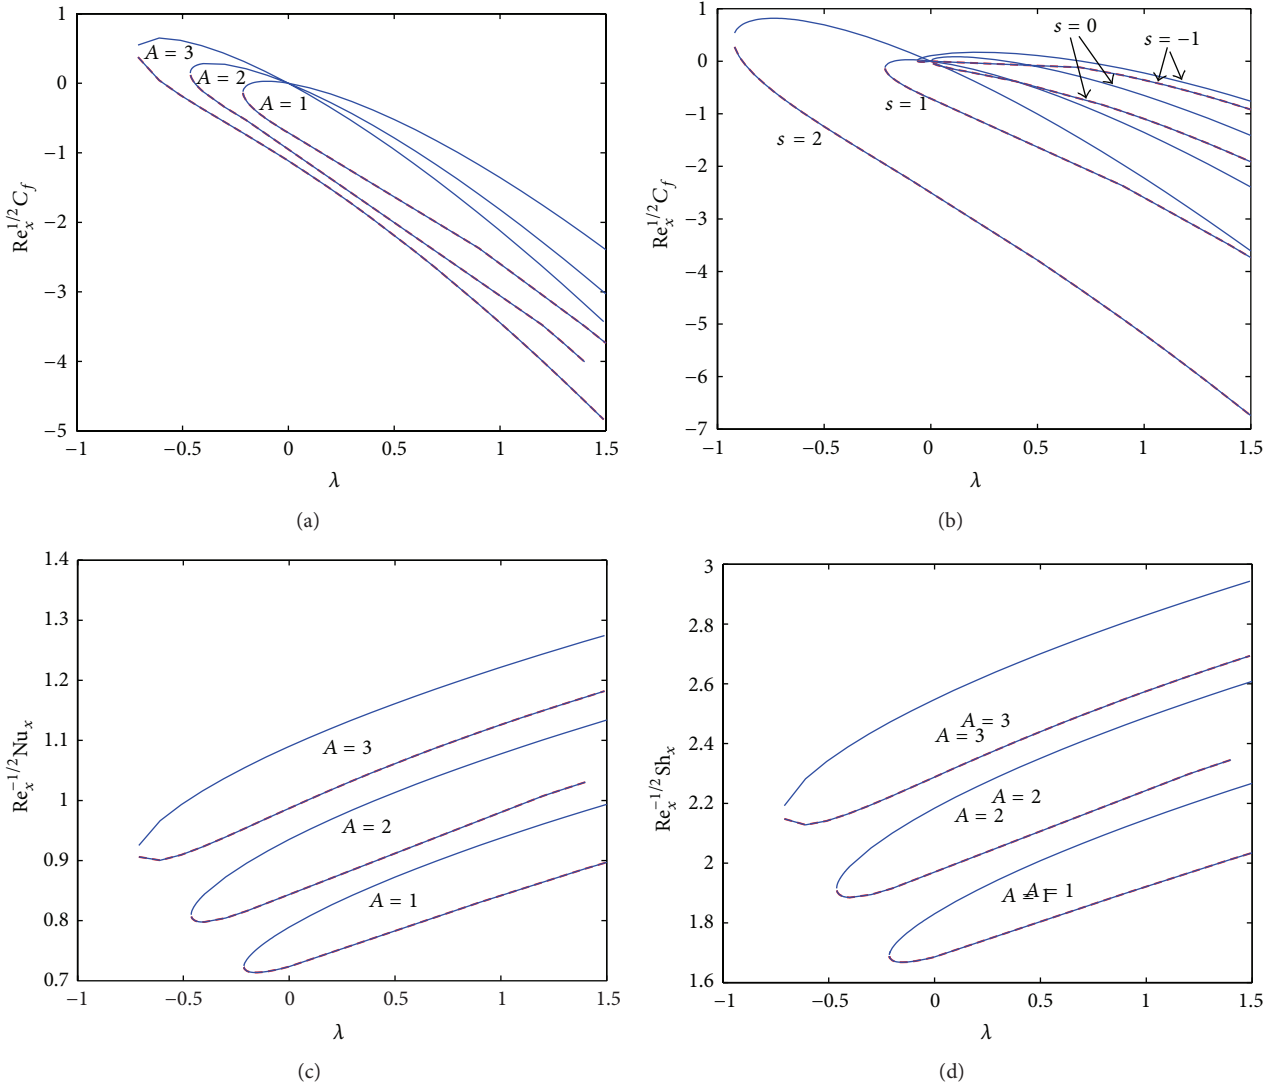 1
0
−1
−2
−3
−4
−5
−1
−0.5
0
0.5
1
1.5
A = 3
A = 2
A = 1
Re_x^{1/2}C_f
λ
(a)
1
0
−1
−2
−3
−4
−5
−6
−7
−1
−0.5
0
0.5
1
1.5
s = 0
s = −1
s = 1
s = 2
Re_x^{1/2}C_f
λ
(b)
1.4
1.3
1.2
1.1
1
0.9
0.8
0.7
−1
−0.5
0
0.5
1
1.5
A = 3
A = 2
A = 1
Re_x^{−1/2}Nu_x
λ
(c)
3
2.8
2.6
2.4
2.2
2
1.8
1.6
−1
−0.5
0
0.5
1
1.5
A = 3
A = 3
A = 2
A = 2
A = 1
A = 1
Re_x^{−1/2}Sh_x
λ
(d)